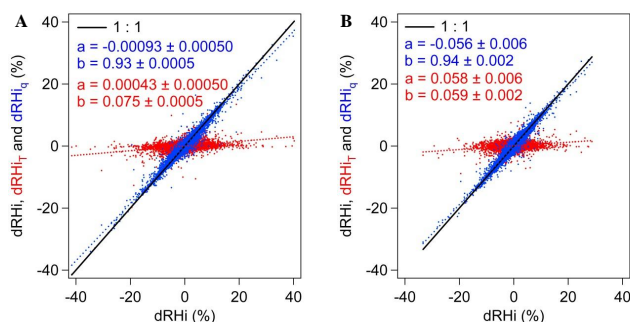 A
1 : 1
a = -0.00093 ± 0.00050
b = 0.93 ± 0.0005
a = 0.00043 ± 0.00050
b = 0.075 ± 0.0005
dRHi, dRHiT and dRHiq (%)
40
20
0
-20
-40
-40 -20 0 20 40
dRHi (%)
B
1 : 1
a = -0.056 ± 0.006
b = 0.94 ± 0.002
a = 0.058 ± 0.006
b = 0.059 ± 0.002
dRHi, dRHiT and dRHiq (%)
40
20
0
-20
-40
-40 -20 0 20 40
dRHi (%)